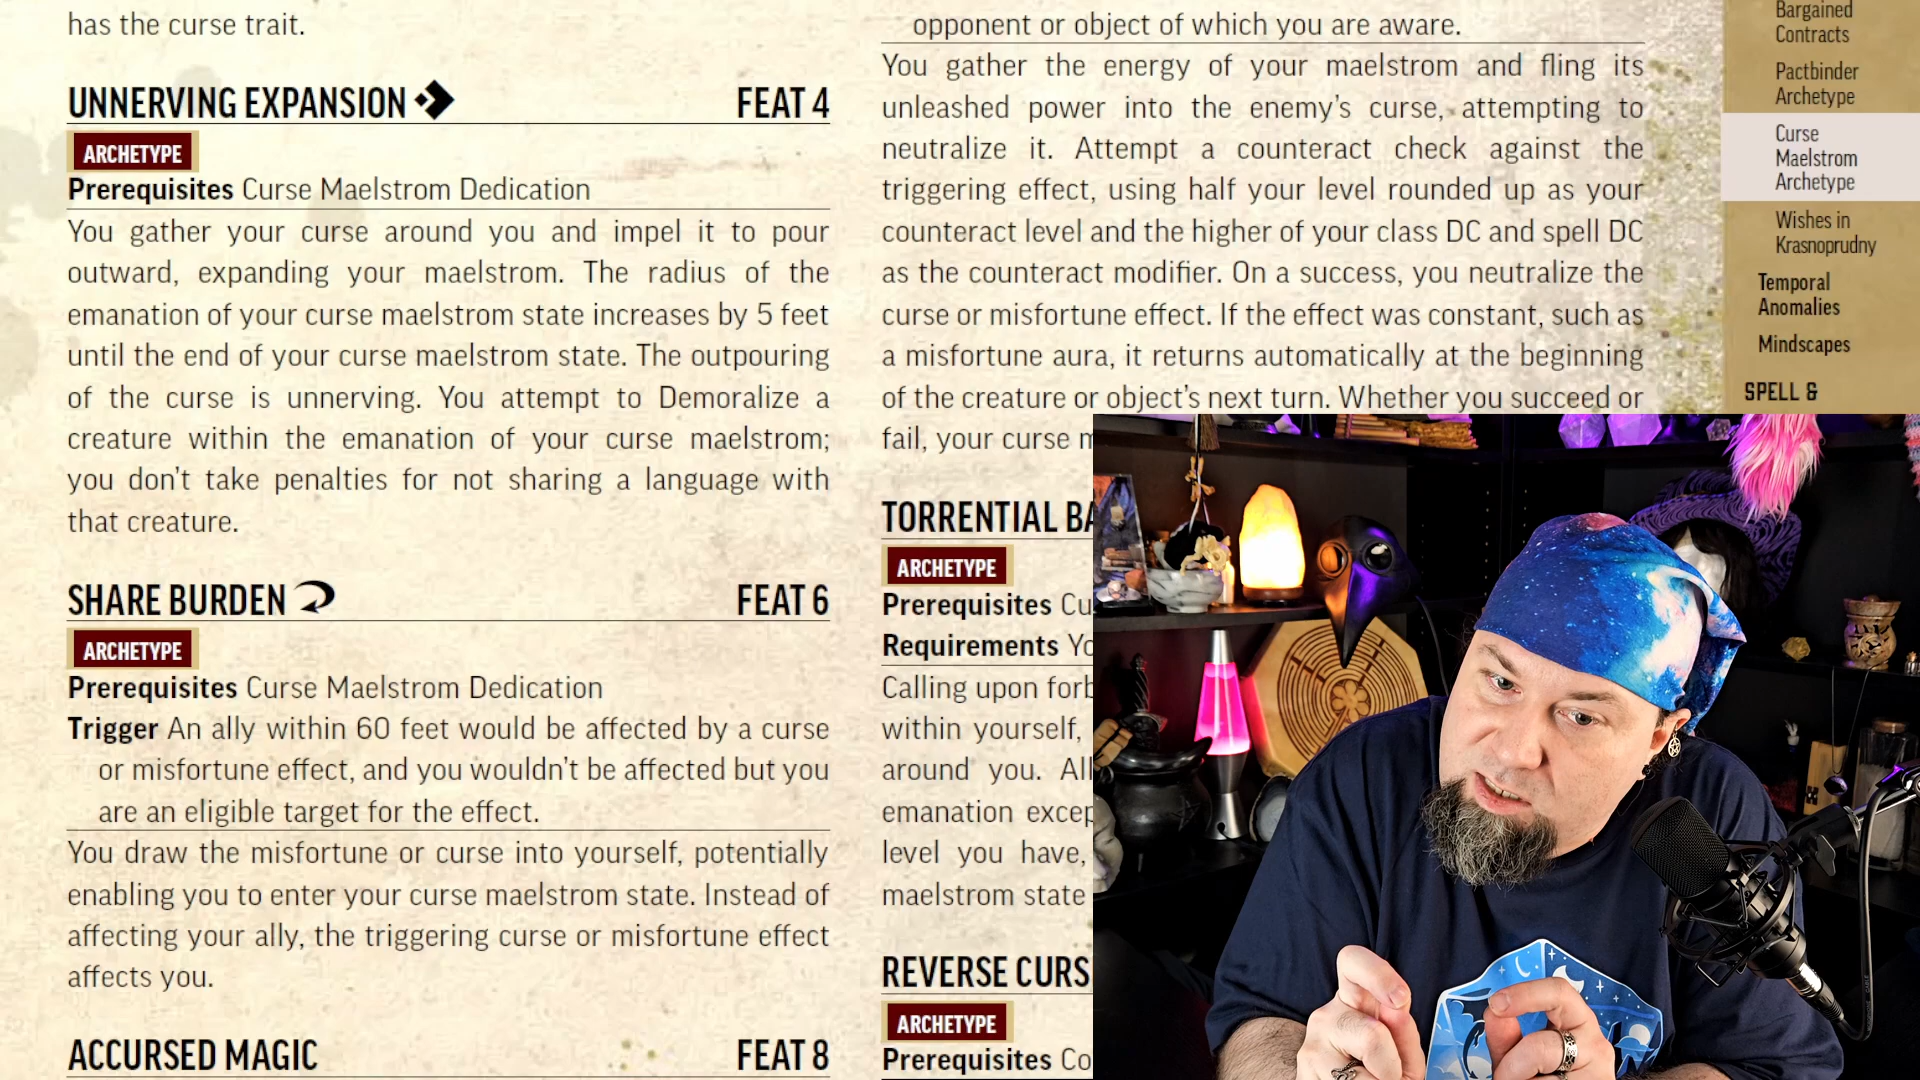 has the curse trait.
UNNERVING EXPANSION FEAT 4
ARCHETYPE
Prerequisites Curse Maelstrom Dedication
You gather your curse around you and impel it to pour
outward, expanding your maelstrom. The radius of the
emanation of your curse maelstrom state increases by 5 feet
until the end of your curse maelstrom state. The outpouring
of the curse is unnerving. You attempt to Demoralize a
creature within the emanation of your curse maelstrom;
you don't take penalties for not sharing a language with
that creature.
SHARE BURDEN FEAT 6
ARCHETYPE
Prerequisites Curse Maelstrom Dedication
Trigger An ally within 60 feet would be affected by a curse
or misfortune effect, and you wouldn't be affected but you
are an eligible target for the effect.
You draw the misfortune or curse into yourself, potentially
enabling you to enter your curse maelstrom state. Instead of
affecting your ally, the triggering curse or misfortune effect
affects you.
ACCURSED MAGIC FEAT 8
opponent or object of which you are aware.
You gather the energy of your maelstrom and fling its
unleashed power into the enemy's curse, attempting to
neutralize it. Attempt a counteract check against the
triggering effect, using half your level rounded up as your
counteract level and the higher of your class DC and spell DC
as the counteract modifier. On a success, you neutralize the
curse or misfortune effect. If the effect was constant, such as
a misfortune aura, it returns automatically at the beginning
of the creature or object's next turn. Whether you succeed or
fail, your curse
TORRENTIAL
ARCHETYPE
Prerequisites
Requirements
Calling upon
within yourself,
around you.
emanation
level you have,
maelstrom state
REVERSE
ARCHETYPE
Prerequisites
Bargained
Contracts
Pactbinder
Archetype
Curse
Maelstrom
Archetype
Wishes in
Krasnoprudny
Temporal
Anomalies
Mindscapes
SPELL &